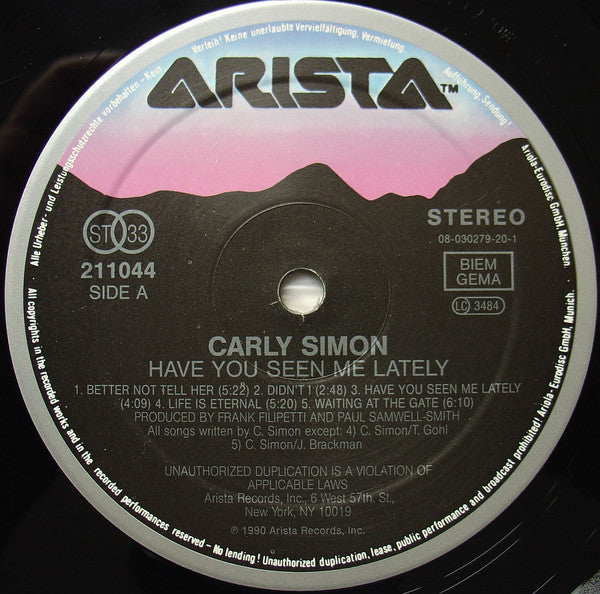 Alle Urheber- und Leistungsschutzrechte vorbehalten - Kein Verleih! Keine unerlaubte Vervielfältigung, Vermietung, Aufführung, Sendung!
ARISTA™
ST 33
211044
SIDE A
STEREO
08-030279-20-1
BIEM
GEMA
LC 3484
CARLY SIMON
HAVE YOU SEEN ME LATELY
1. BETTER NOT TELL HER (5:22) 2. DIDN'T I (2:48) 3. HAVE YOU SEEN ME LATELY
(4:09) 4. LIFE IS ETERNAL (5:20) 5. WAITING AT THE GATE (6:10)
PRODUCED BY FRANK FILIPETTI AND PAUL SAMWELL-SMITH
All songs written by C. Simon except: 4) C. Simon/T. Gohl
5) C. Simon/J. Brackman
UNAUTHORIZED DUPLICATION IS A VIOLATION OF
APPLICABLE LAWS
Arista Records, Inc., 6 West 57th. St.,
New York, NY 10019
℗ 1990 Arista Records, Inc.
All copyrights in the recorded works and in the recorded performances reserved - No lending! Unauthorized duplication, lease, public performance and broadcast prohibited! Ariola-Eurodisc GmbH, Munich.
Ariola-Eurodisc GmbH, München.